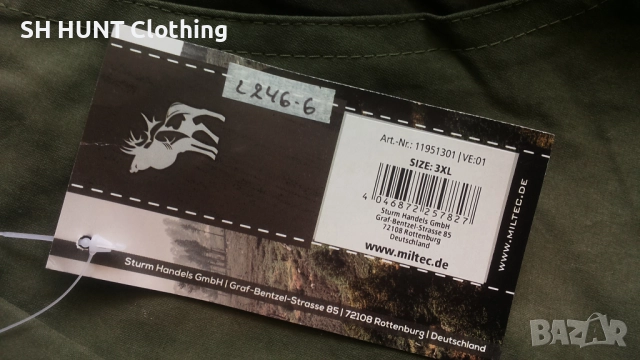 SH HUNT Clothing
L246-6
Art.-Nr.: 11951301 | VE:01
SIZE: 3XL
4 046872 257827
Sturm Handels GmbH
Graf-Bentzel-Strasse 85
72108 Rottenburg
Deutschland
www.miltec.de
WWW.MILTEC.DE
Sturm Handels GmbH | Graf-Bentzel-Strasse 85 | 72108 Rottenburg | Deutschland
BAZAR
bg